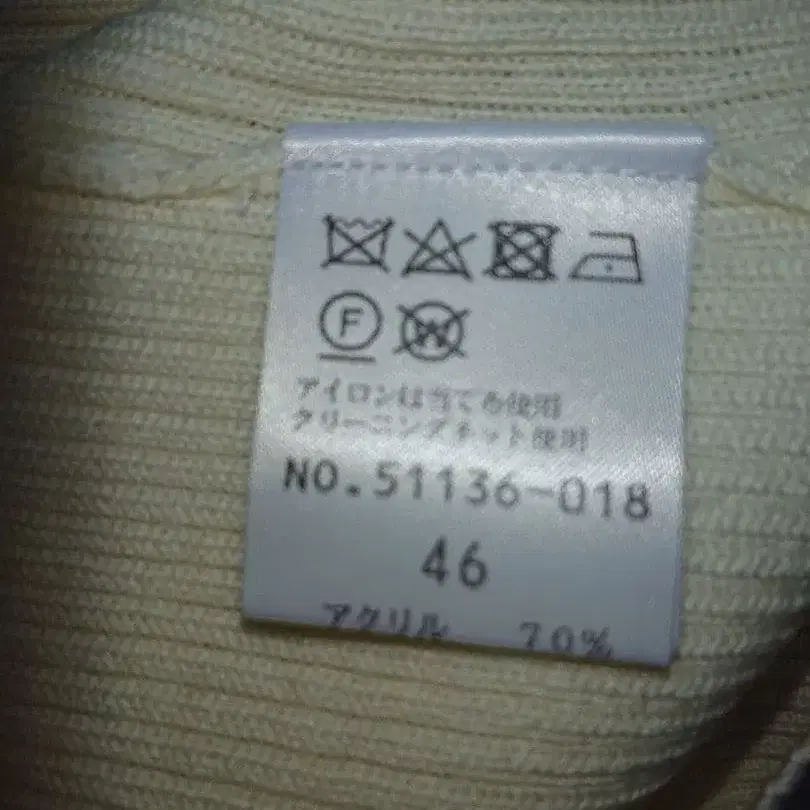 F
W
アイロンは当て布使用
クリーニングネット使用
NO.51136-018
46
アクリル 70%